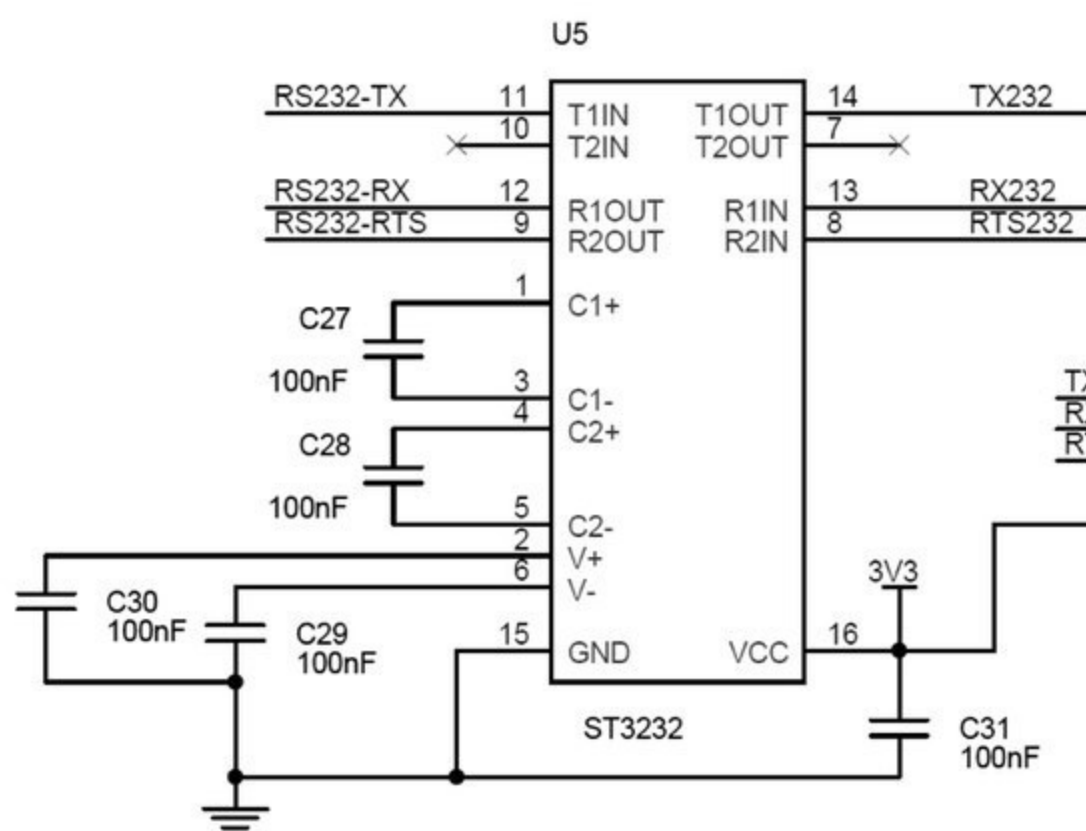 U5
RS232-TX 11 T1IN T1OUT 14 TX232
10 T2IN T2OUT 7
RS232-RX 12 R1OUT R1IN 13 RX232
RS232-RTS 9 R2OUT R2IN 8 RTS232
1 C1+
C27
100nF
3 C1-
4 C2+
C28
100nF
5 C2-
2 V+
6 V-
3V3
C30
100nF
C29
100nF
15 GND VCC 16
ST3232
C31
100nF